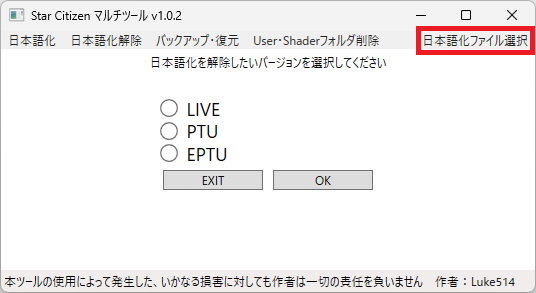 Star Citizen マルチツール v1.0.2
日本語化 日本語化解除 バックアップ・復元 User・Shaderフォルダ削除 日本語化ファイル選択
日本語化を解除したいバージョンを選択してください
LIVE
PTU
EPTU
EXIT OK
本ツールの使用によって発生した、いかなる損害に対しても作者は一切の責任を負いません 作者：Luke514